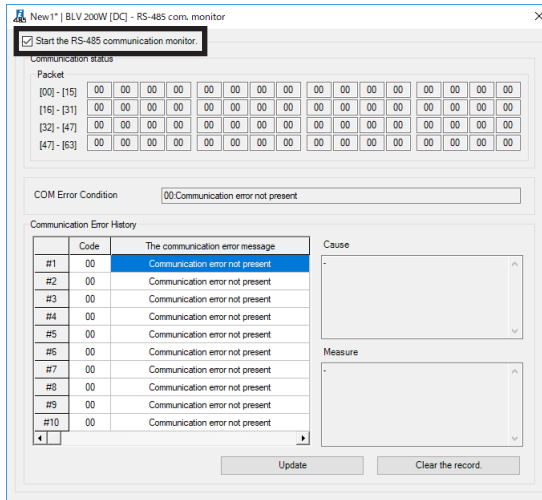 New1* | BLV 200W [DC] - RS-485 com. monitor
Start the RS-485 communication monitor.
Communication status
Packet
[00] - [15] 00 00 00 00 00 00 00 00 00 00 00 00 00 00 00 00
[16] - [31] 00 00 00 00 00 00 00 00 00 00 00 00 00 00 00 00
[32] - [47] 00 00 00 00 00 00 00 00 00 00 00 00 00 00 00 00
[47] - [63] 00 00 00 00 00 00 00 00 00 00 00 00 00 00 00 00
COM Error Condition 00:Communication error not present
Communication Error History
Code The communication error message
#1 00 Communication error not present
#2 00 Communication error not present
#3 00 Communication error not present
#4 00 Communication error not present
#5 00 Communication error not present
#6 00 Communication error not present
#7 00 Communication error not present
#8 00 Communication error not present
#9 00 Communication error not present
#10 00 Communication error not present
Cause
-
Measure
-
Update Clear the record.